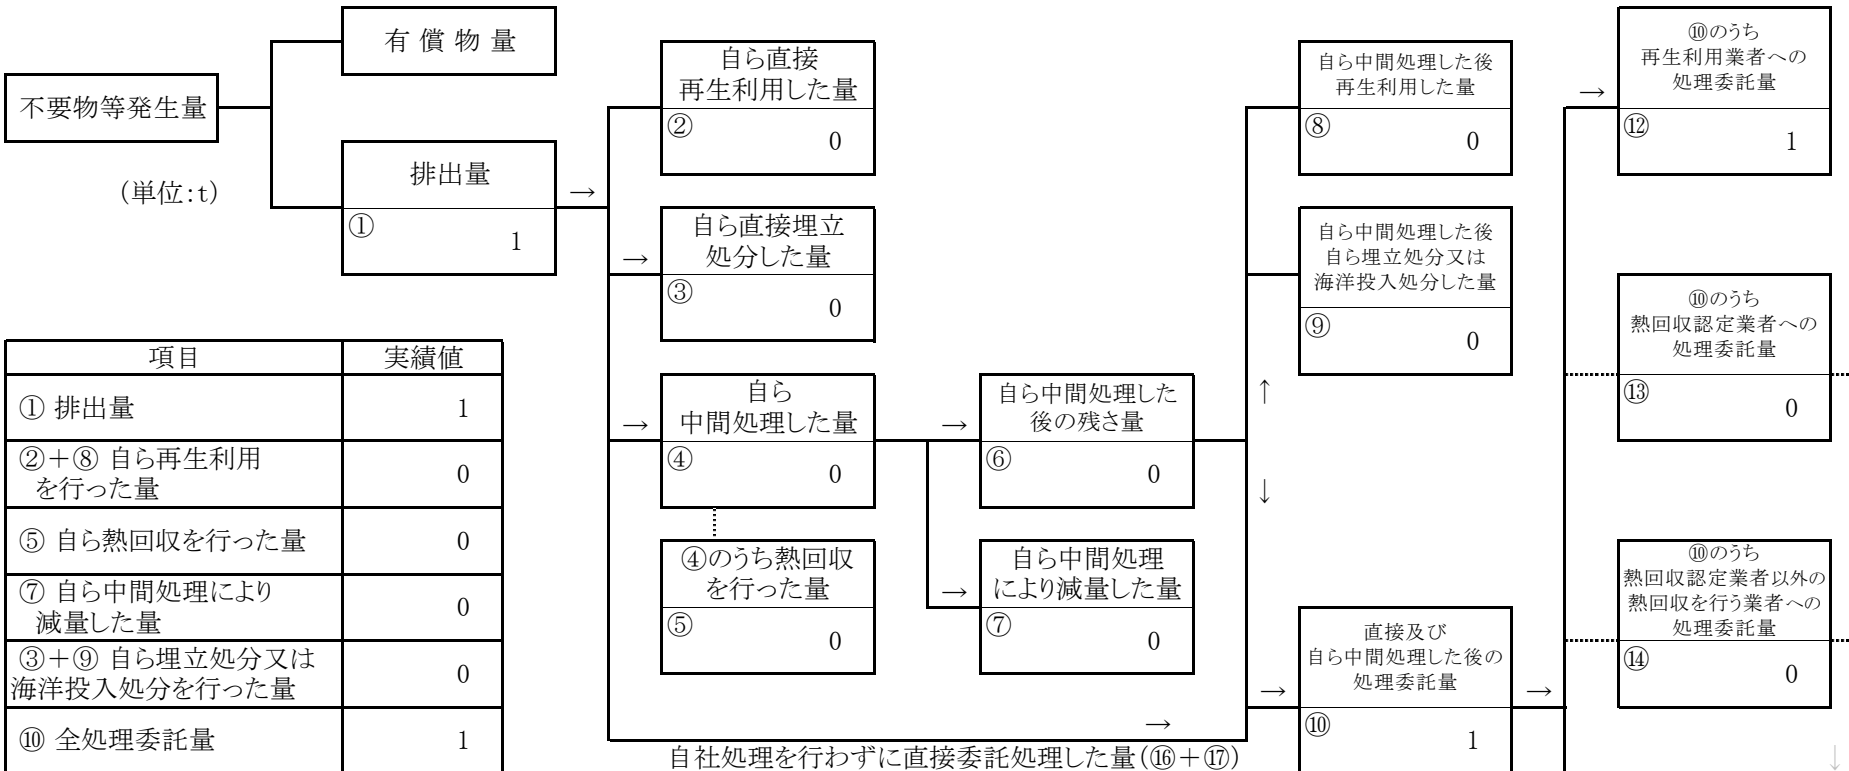 有 償 物 量
不要物等発生量
(単位:t)
排出量
①
1
→
自ら直接
再生利用した量
②
0
→
自ら直接埋立
処分した量
③
0
→
自ら
中間処理した量
④
0
④のうち熱回収
を行った量
⑤
0
→
自ら中間処理した
後の残さ量
⑥
0
→
自ら中間処理
により減量した量
⑦
0
↑
↓
自ら中間処理した後
再生利用した量
⑧
0
自ら中間処理した後
自ら埋立処分又は
海洋投入処分した量
⑨
0
→
自社処理を行わずに直接委託処理した量(⑯+⑰)
→
直接及び
自ら中間処理した後の
処理委託量
⑩
1
→
→
⑩のうち
再生利用業者への
処理委託量
⑫
1
⑩のうち
熱回収認定業者への
処理委託量
⑬
0
⑩のうち
熱回収認定業者以外の
熱回収を行う業者への
処理委託量
⑭
0
↓
項目 実績値
① 排出量 1
②+⑧ 自ら再生利用
を行った量 0
⑤ 自ら熱回収を行った量 0
⑦ 自ら中間処理により
減量した量 0
③+⑨ 自ら埋立処分又は
海洋投入処分を行った量 0
⑩ 全処理委託量 1